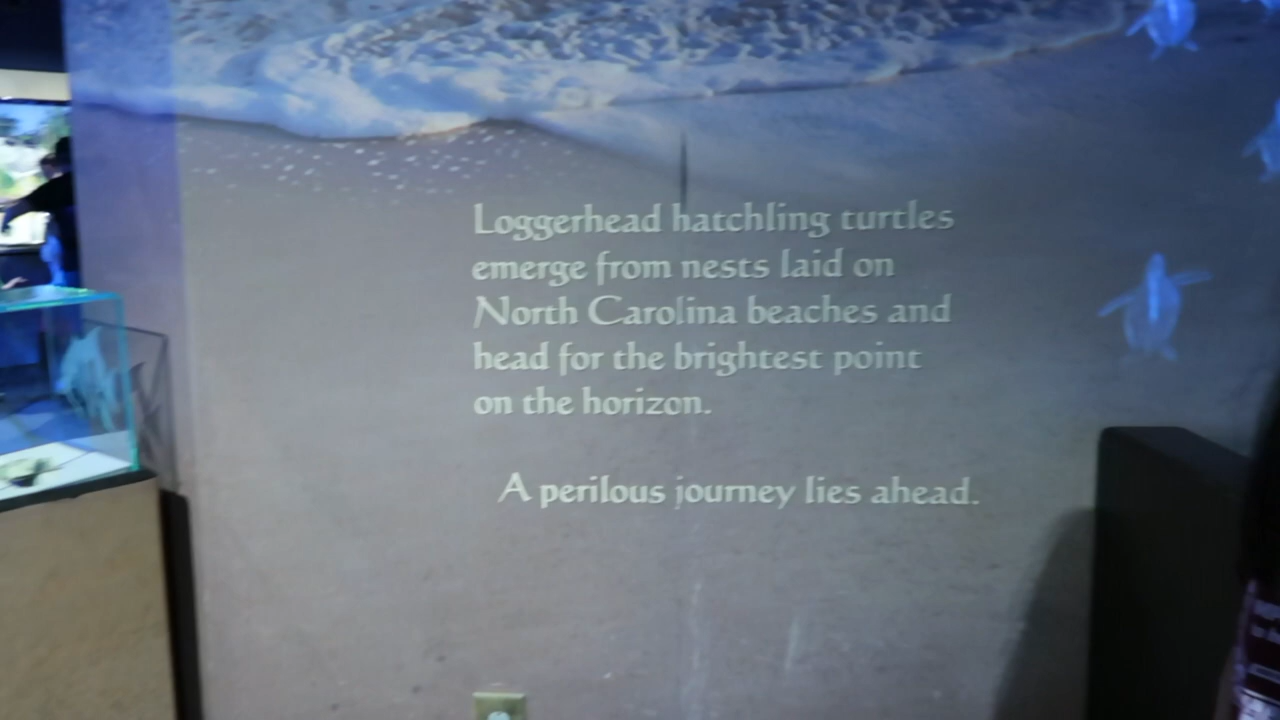 Loggerhead hatchling turtles
emerge from nests laid on
North Carolina beaches and
head for the brightest point
on the horizon.
A perilous journey lies ahead.